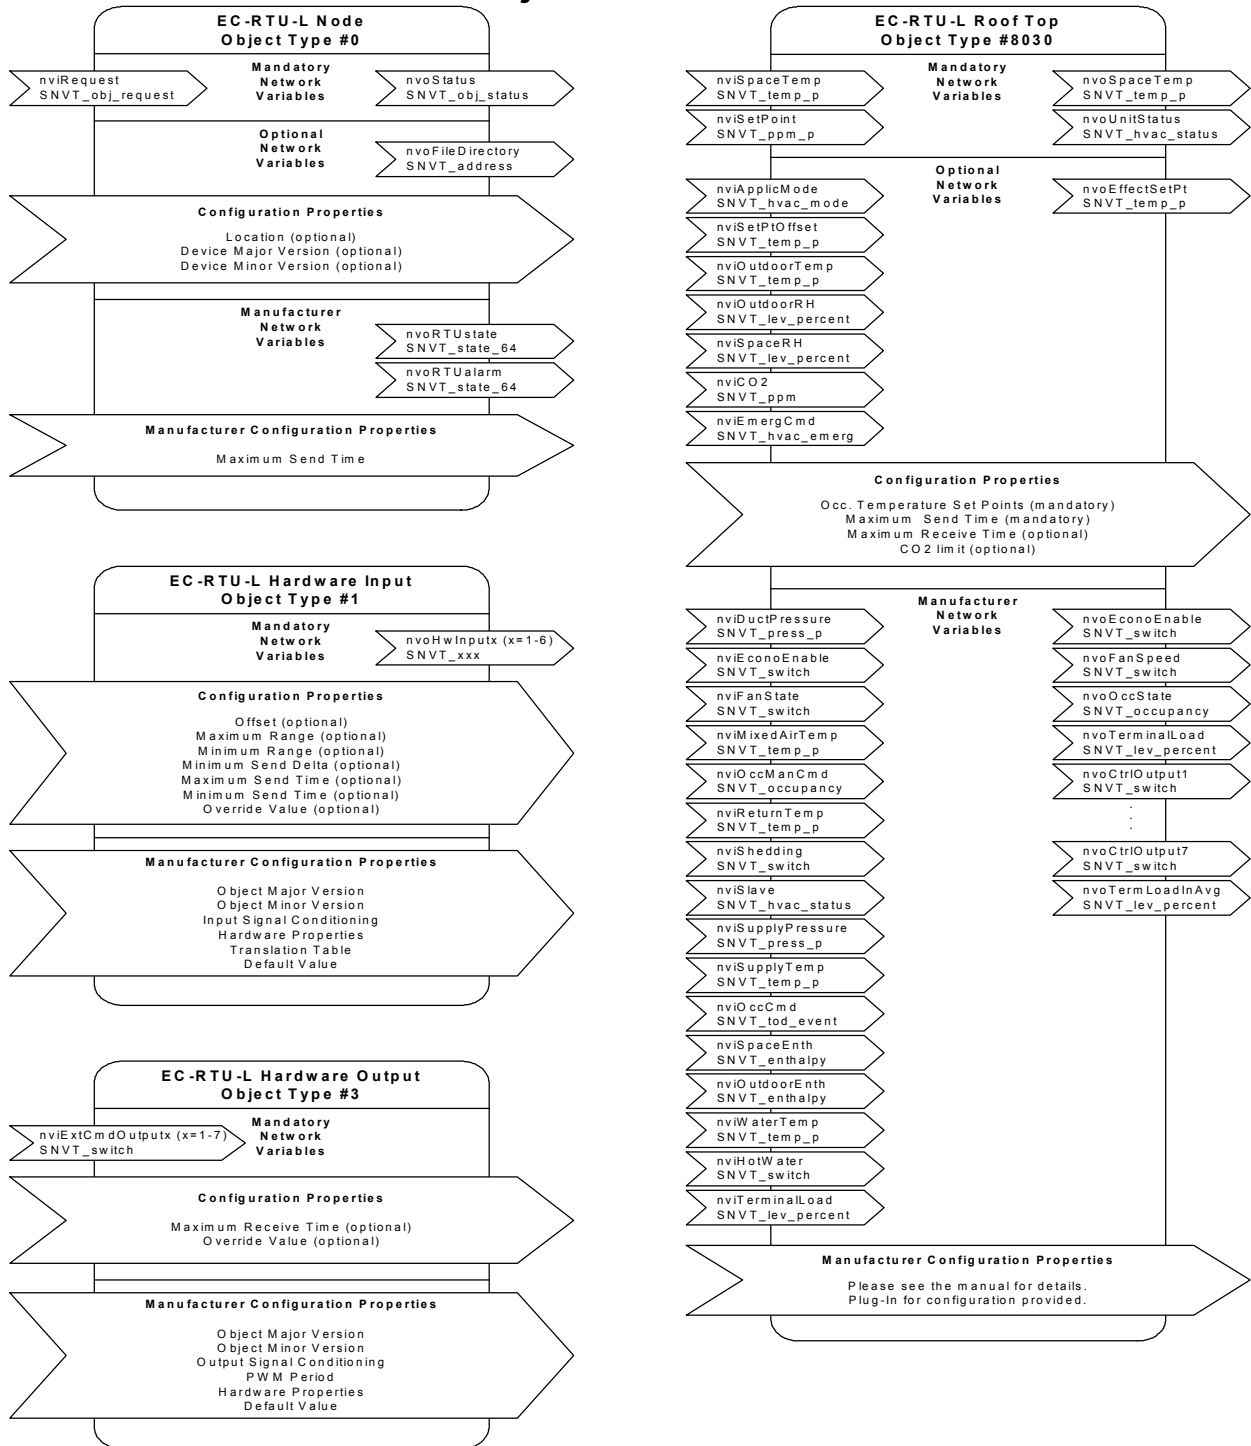 EC-RTU-L Node
Object Type #0
Mandatory
Network
Variables
nviRequest
SNVT_obj_request
nvoStatus
SNVT_obj_status
Optional
Network
Variables
nvoFileDirectory
SNVT_address
Configuration Properties
Location (optional)
Device Major Version (optional)
Device Minor Version (optional)
Manufacturer
Network
Variables
nvoRTUstate
SNVT_state_64
nvoRTUalarm
SNVT_state_64
Manufacturer Configuration Properties
Maximum Send Time
EC-RTU-L Hardware Input
Object Type #1
Mandatory
Network
Variables
nvoHwInputx (x=1-6)
SNVT_xxx
Configuration Properties
Offset (optional)
Maximum Range (optional)
Minimum Range (optional)
Minimum Send Delta (optional)
Maximum Send Time (optional)
Minimum Send Time (optional)
Override Value (optional)
Manufacturer Configuration Properties
Object Major Version
Object Minor Version
Input Signal Conditioning
Hardware Properties
Translation Table
Default Value
EC-RTU-L Hardware Output
Object Type #3
Mandatory
Network
Variables
nviExtCmdOutputx (x=1-7)
SNVT_switch
Configuration Properties
Maximum Receive Time (optional)
Override Value (optional)
Manufacturer Configuration Properties
Object Major Version
Object Minor Version
Output Signal Conditioning
PWM Period
Hardware Properties
Default Value
EC-RTU-L Roof Top
Object Type #8030
Mandatory
Network
Variables
nviSpaceTemp
SNVT_temp_p
nviSetPoint
SNVT_ppm_p
nvoSpaceTemp
SNVT_temp_p
nvoUnitStatus
SNVT_hvac_status
Optional
Network
Variables
nviApplicMode
SNVT_hvac_mode
nviSetPtOffset
SNVT_temp_p
nviOutdoorTemp
SNVT_temp_p
nviOutdoorRH
SNVT_lev_percent
nviSpaceRH
SNVT_lev_percent
nviCO2
SNVT_ppm
nviEmergCmd
SNVT_hvac_emerg
nvoEffectSetPt
SNVT_temp_p
Configuration Properties
Occ. Temperature Set Points (mandatory)
Maximum Send Time (mandatory)
Maximum Receive Time (optional)
CO2 limit (optional)
Manufacturer
Network
Variables
nviDuctPressure
SNVT_press_p
nviEconoEnable
SNVT_switch
nviFanState
SNVT_switch
nviMixedAirTemp
SNVT_temp_p
nviOccManCmd
SNVT_occupancy
nviReturnTemp
SNVT_temp_p
nviShedding
SNVT_switch
nviSlave
SNVT_hvac_status
nviSupplyPressure
SNVT_press_p
nviSupplyTemp
SNVT_temp_p
nviOccCmd
SNVT_tod_event
nviSpaceEnth
SNVT_enthalpy
nviOutdoorEnth
SNVT_enthalpy
nviWaterTemp
SNVT_temp_p
nviHotWater
SNVT_switch
nviTerminalLoad
SNVT_lev_percent
nvoEconoEnable
SNVT_switch
nvoFanSpeed
SNVT_switch
nvoOccState
SNVT_occupancy
nvoTerminalLoad
SNVT_lev_percent
nvoCtrlOutput1
SNVT_switch
.
.
.
nvoCtrlOutput7
SNVT_switch
nvoTermLoadInAvg
SNVT_lev_percent
Manufacturer Configuration Properties
Please see the manual for details.
Plug-In for configuration provided.